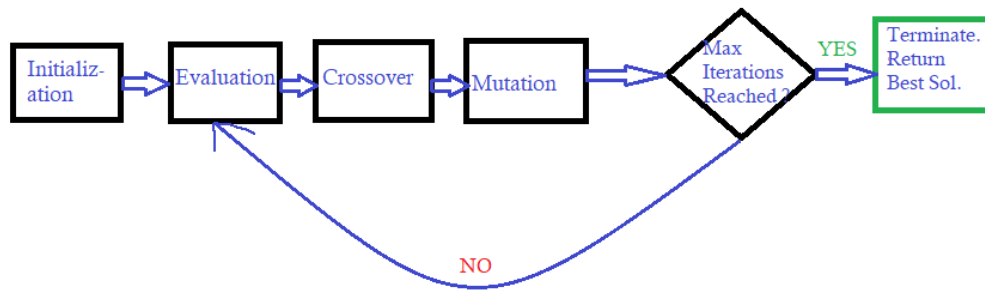 Initializ-
ation
Evaluation
Crossover
Mutation
Max
Iterations
Reached ?
YES
Terminate.
Return
Best Sol.
NO